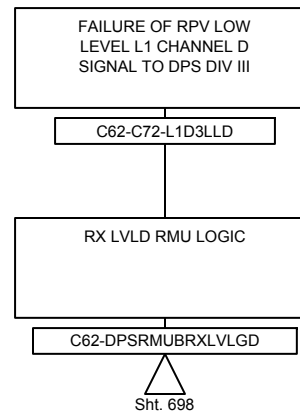 FAILURE OF RPV LOW
LEVEL L1 CHANNEL D
SIGNAL TO DPS DIV III
C62-C72-L1D3LLD
RX LVLD RMU LOGIC
C62-DPSRMUBRXLVLGD
Sht. 698